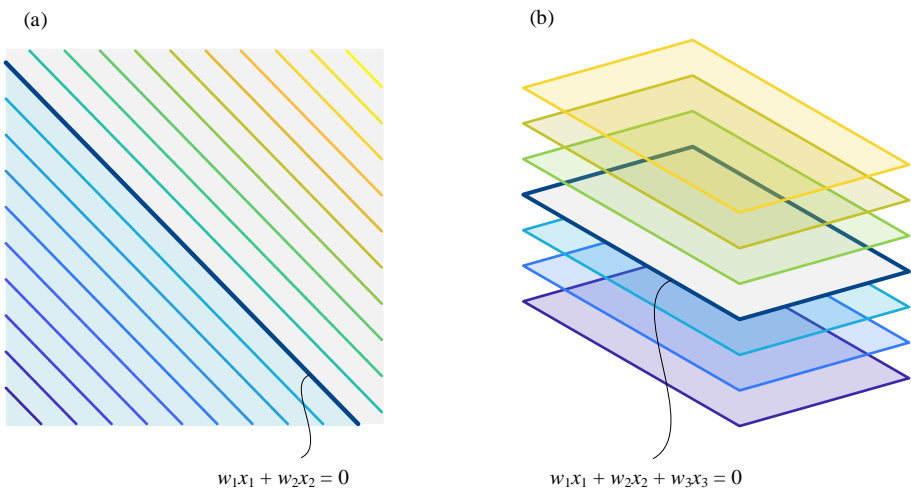 (a)
(b)
w₁x₁ + w₂x₂ = 0
w₁x₁ + w₂x₂ + w₃x₃ = 0